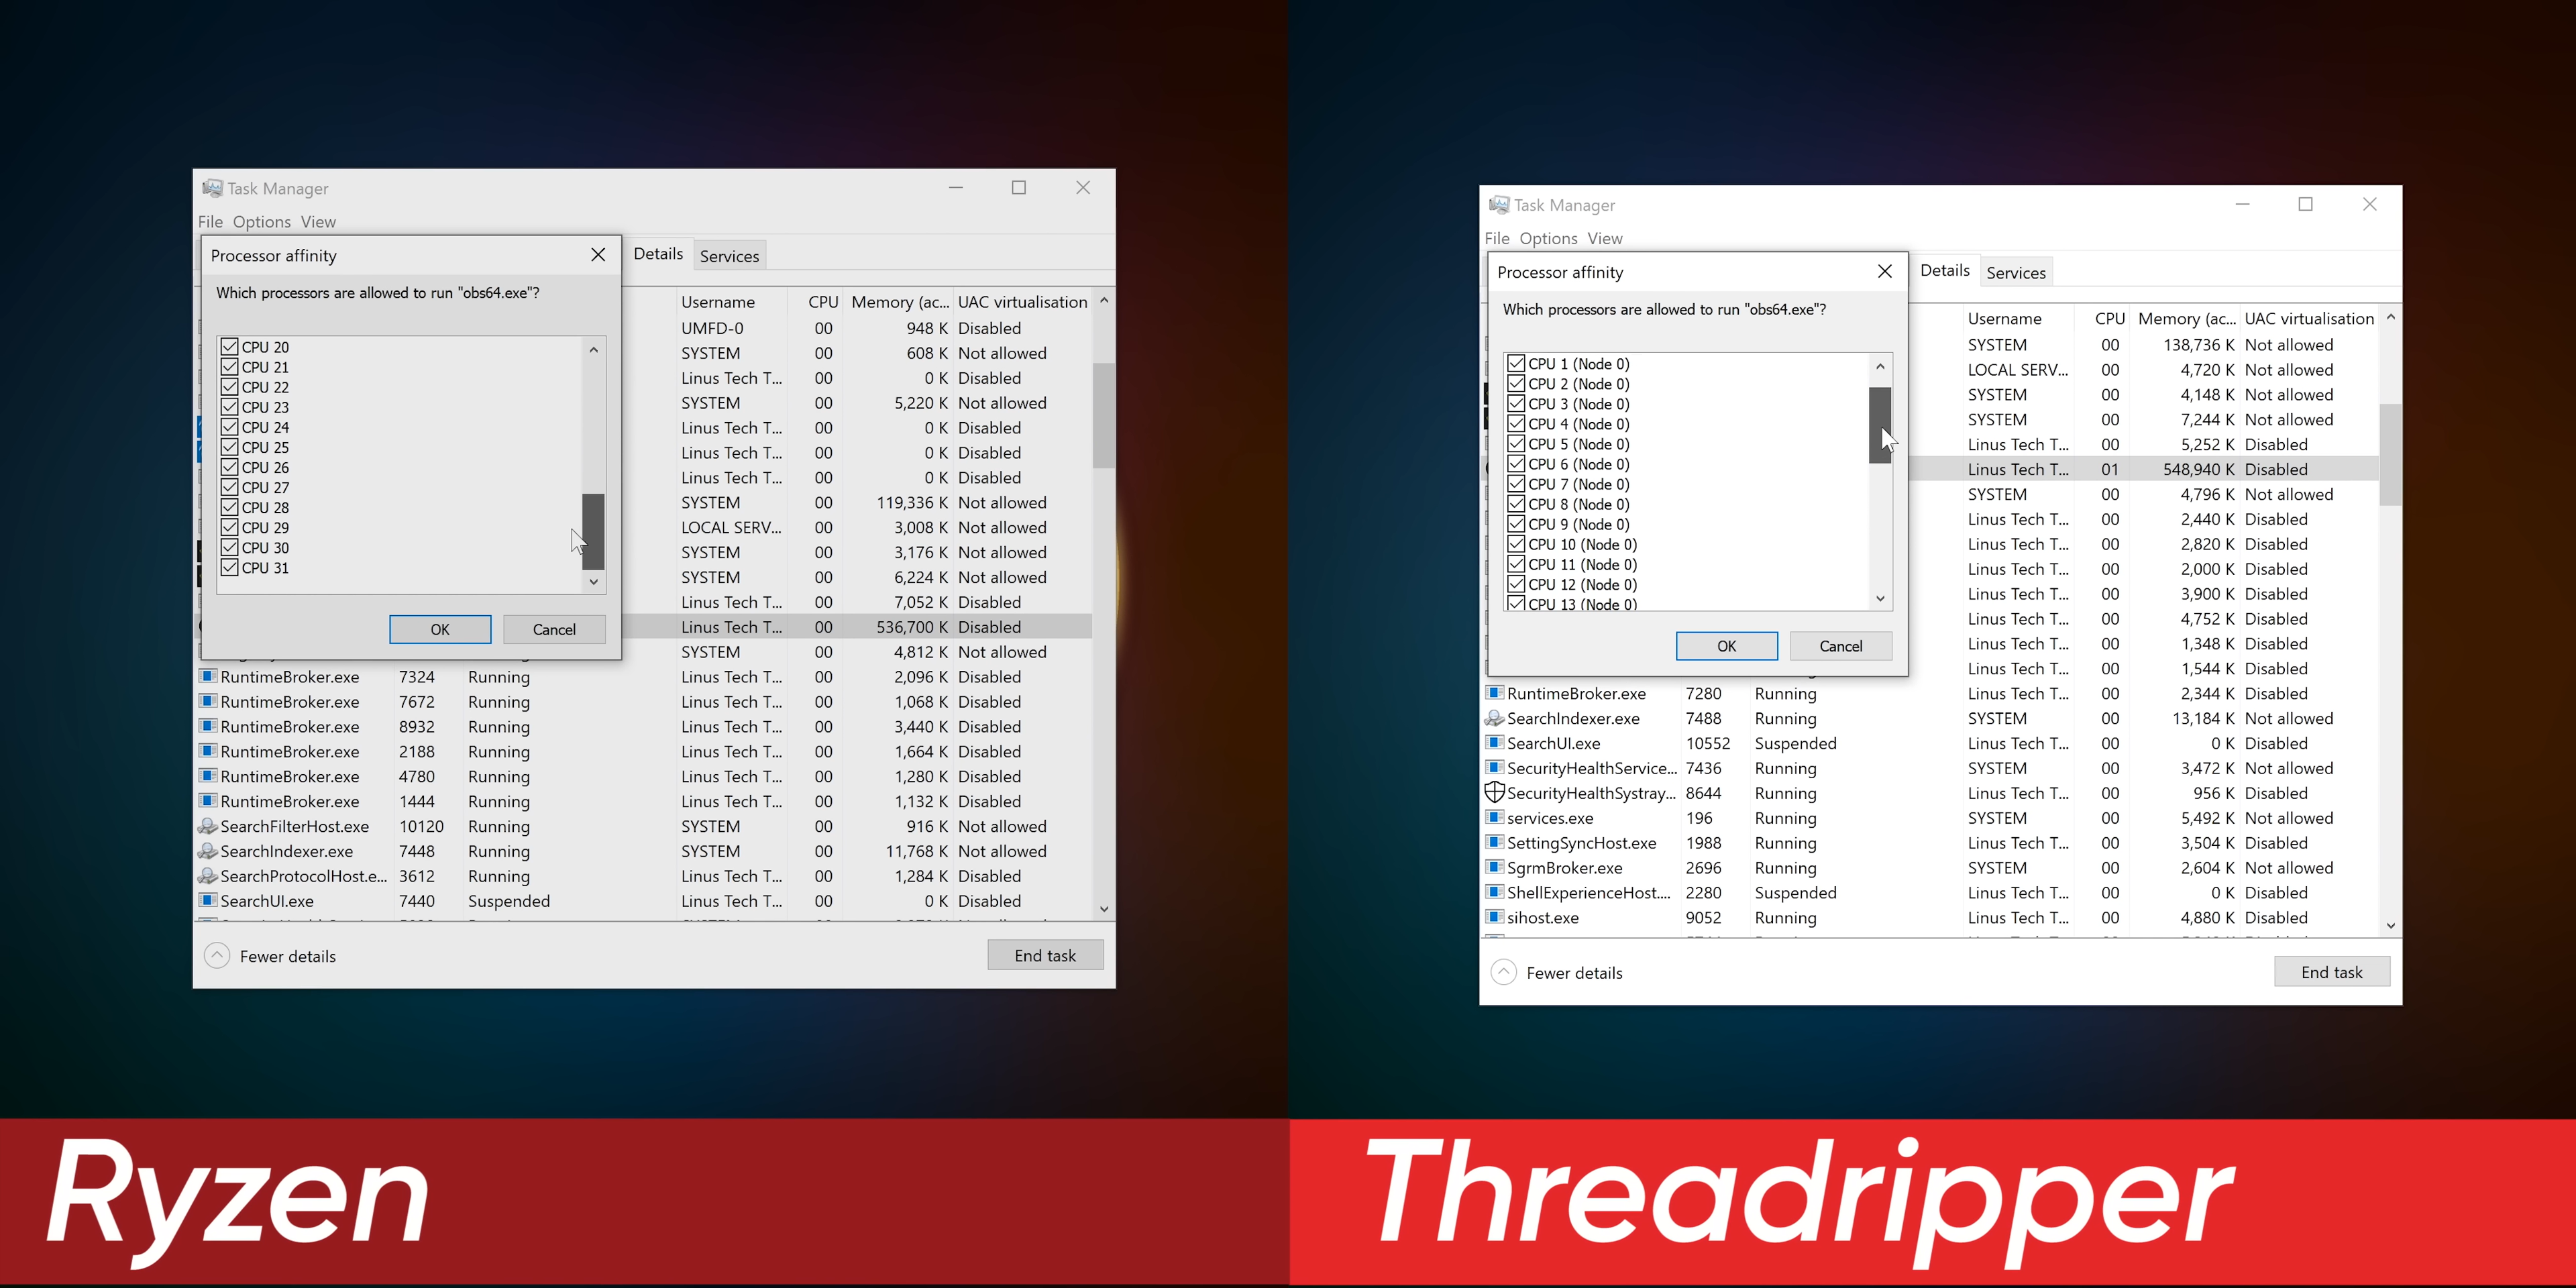 Task Manager
File Options View
Processor affinity
Details Services
Which processors are allowed to run "obs64.exe"?
CPU 20
CPU 21
CPU 22
CPU 23
CPU 24
CPU 25
CPU 26
CPU 27
CPU 28
CPU 29
CPU 30
CPU 31
OK Cancel
Username CPU Memory (ac... UAC virtualisation
UMFD-0 00 948 K Disabled
SYSTEM 00 608 K Not allowed
Linus Tech T... 00 0 K Disabled
SYSTEM 00 5,220 K Not allowed
Linus Tech T... 00 0 K Disabled
Linus Tech T... 00 0 K Disabled
Linus Tech T... 00 0 K Disabled
SYSTEM 00 119,336 K Not allowed
LOCAL SERV... 00 3,008 K Not allowed
SYSTEM 00 3,176 K Not allowed
SYSTEM 00 6,224 K Not allowed
Linus Tech T... 00 7,052 K Disabled
Linus Tech T... 00 536,700 K Disabled
SYSTEM 00 4,812 K Not allowed
RuntimeBroker.exe 7324 Running Linus Tech T... 00 2,096 K Disabled
RuntimeBroker.exe 7672 Running Linus Tech T... 00 1,068 K Disabled
RuntimeBroker.exe 8932 Running Linus Tech T... 00 3,440 K Disabled
RuntimeBroker.exe 2188 Running Linus Tech T... 00 1,664 K Disabled
RuntimeBroker.exe 4780 Running Linus Tech T... 00 1,280 K Disabled
RuntimeBroker.exe 1444 Running Linus Tech T... 00 1,132 K Disabled
SearchFilterHost.exe 10120 Running SYSTEM 00 916 K Not allowed
SearchIndexer.exe 7448 Running SYSTEM 00 11,768 K Not allowed
SearchProtocolHost.e... 3612 Running Linus Tech T... 00 1,284 K Disabled
SearchUI.exe 7440 Suspended Linus Tech T... 00 0 K Disabled
Fewer details End task
Ryzen
Task Manager
File Options View
Processor affinity
Details Services
Which processors are allowed to run "obs64.exe"?
CPU 1 (Node 0)
CPU 2 (Node 0)
CPU 3 (Node 0)
CPU 4 (Node 0)
CPU 5 (Node 0)
CPU 6 (Node 0)
CPU 7 (Node 0)
CPU 8 (Node 0)
CPU 9 (Node 0)
CPU 10 (Node 0)
CPU 11 (Node 0)
CPU 12 (Node 0)
CPU 13 (Node 0)
OK Cancel
Username CPU Memory (ac... UAC virtualisation
SYSTEM 00 138,736 K Not allowed
LOCAL SERV... 00 4,720 K Not allowed
SYSTEM 00 4,148 K Not allowed
SYSTEM 00 7,244 K Not allowed
Linus Tech T... 00 5,252 K Disabled
Linus Tech T... 01 548,940 K Disabled
SYSTEM 00 4,796 K Not allowed
Linus Tech T... 00 2,440 K Disabled
Linus Tech T... 00 2,820 K Disabled
Linus Tech T... 00 2,000 K Disabled
Linus Tech T... 00 3,900 K Disabled
Linus Tech T... 00 4,752 K Disabled
Linus Tech T... 00 1,348 K Disabled
Linus Tech T... 00 1,544 K Disabled
RuntimeBroker.exe 7280 Running Linus Tech T... 00 2,344 K Disabled
SearchIndexer.exe 7488 Running SYSTEM 00 13,184 K Not allowed
SearchUI.exe 10552 Suspended Linus Tech T... 00 0 K Disabled
SecurityHealthService... 7436 Running SYSTEM 00 3,472 K Not allowed
SecurityHealthSystray... 8644 Running Linus Tech T... 00 956 K Disabled
services.exe 196 Running SYSTEM 00 5,492 K Not allowed
SettingSyncHost.exe 1988 Running Linus Tech T... 00 3,504 K Disabled
SgrmBroker.exe 2696 Running SYSTEM 00 2,604 K Not allowed
ShellExperienceHost.... 2280 Suspended Linus Tech T... 00 0 K Disabled
sihost.exe 9052 Running Linus Tech T... 00 4,880 K Disabled
Fewer details End task
Threadripper